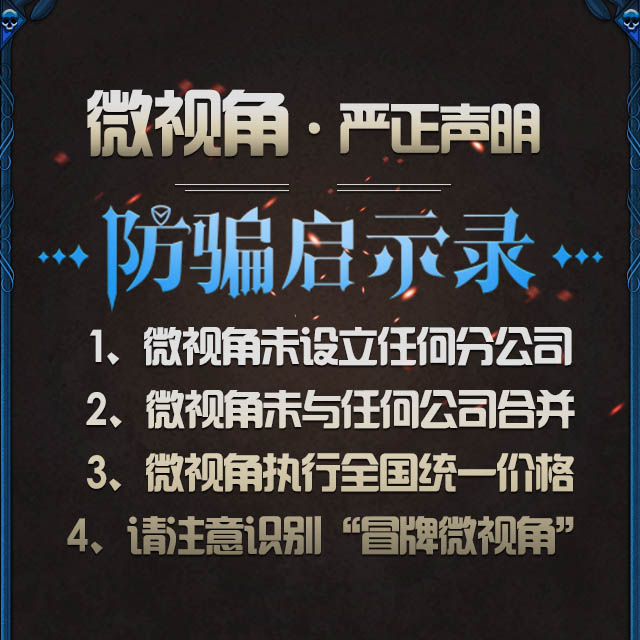 微视角·严正声明
防骗启示录
1、微视角未设立任何分公司
2、微视角未与任何公司合并
3、微视角执行全国统一价格
4、请注意识别“冒牌微视角”